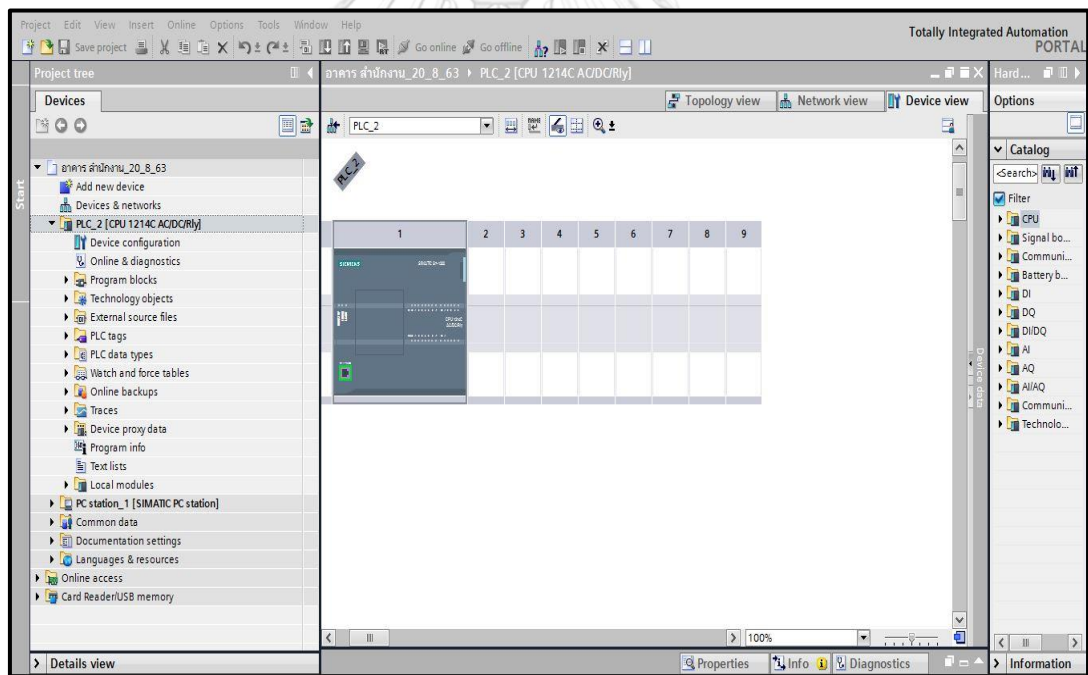 Project Edit View Insert Online Options Tools Window Help
Totally Integrated Automation
PORTAL
Save project Go online Go offline
Project tree
อาคาร สำนักงาน_20_8_63 PLC_2 [CPU 1214C AC/DC/Rly]
Hard...
Devices
Topology view Network view Device view
Options
PLC_2
Start
PLC_2
อาคาร สำนักงาน_20_8_63
Add new device
Devices & networks
PLC_2 [CPU 1214C AC/DC/Rly]
Device configuration
Online & diagnostics
Program blocks
Technology objects
External source files
PLC tags
PLC data types
Watch and force tables
Online backups
Traces
Device proxy data
Program info
Text lists
Local modules
PC station_1 [SIMATIC PC station]
Common data
Documentation settings
Languages & resources
Online access
Card Reader/USB memory
1 2 3 4 5 6 7 8 9
SIEMENS
Device data
Catalog
<Search>
Filter
CPU
Signal bo...
Communi...
Battery b...
DI
DQ
DI/DQ
AI
AQ
AI/AQ
Communi...
Technolo...
100%
Details view
Properties Info Diagnostics
Information